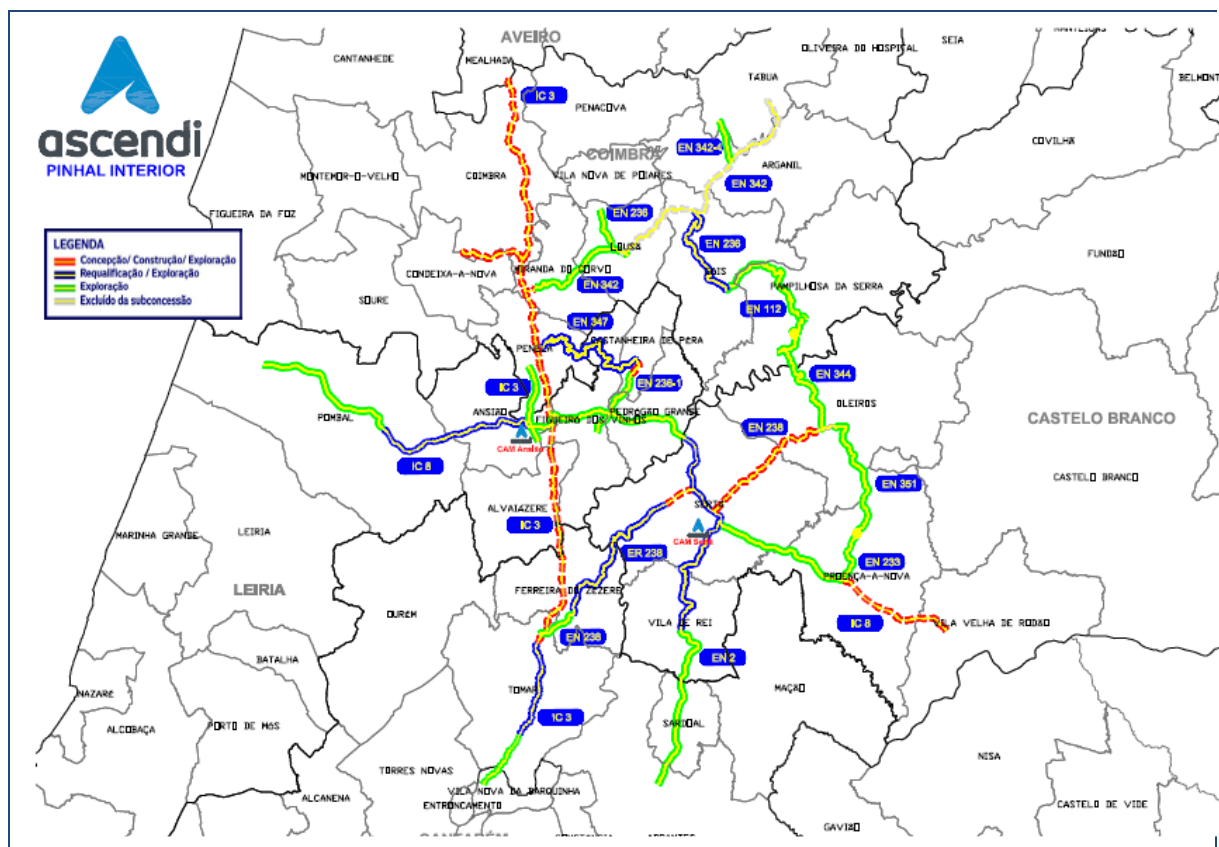 AVEIRO
CANTANHEDE
MEALHADA
OLIVEIRA DO HOSPITAL
SEIA
TABUA
BELMONT
IC 3
PENACOVA
ascendi
PINHAL INTERIOR
COVILHÃ
EN 342-4
COIMBRA
ARGANIL
MONTEMOR-O-VELHO
COIMBRA
VILA NOVA DE POIARES
EN 342
FIGUEIRA DA FOZ
EN 236
LEGENDA
Concepção/ Construção/ Exploração
Requalificação / Exploração
Exploração
Excluído da subconcessão
LOUSÃ
EN 236
FUNDÃO
CONDEIXA-A-NOVA
MIRANDA DO CORVO
GOIS
PAMPILHOSA DA SERRA
EN 342
SOURE
EN 112
EN 347
PENELA
CASTANHEIRA DE PERA
IC 3
EN 236-1
EN 344
OLEIROS
POMBAL
ANSIÃO
FIGUEIRA DOS VINHOS
PEDRÓGÃO GRANDE
CASTELO BRANCO
EN 238
CAM Ansião
IC 8
CASTELO BRANCO
EN 351
ALVAIAZERE
SERTÃ
IC 3
LEIRIA
MARINHA GRANDE
CAM Sertã
ER 238
EN 233
PROENÇA-A-NOVA
LEIRIA
FERREIRA DO ZEZERE
OURÉM
VILA DE REI
IC 8
VILA VELHA DE RODÃO
EN 238
BATALHA
EN 2
NAZARÉ
TOMAR
MAÇÃO
ALCOBAÇA
PORTO DE MÓS
IC 3
SARDOAL
NISA
TORRES NOVAS
VILA NOVA DA BARQUINHA
ALCANENA
ENTRONCAMENTO
CASTELO DE VIDE
GAVIÃO